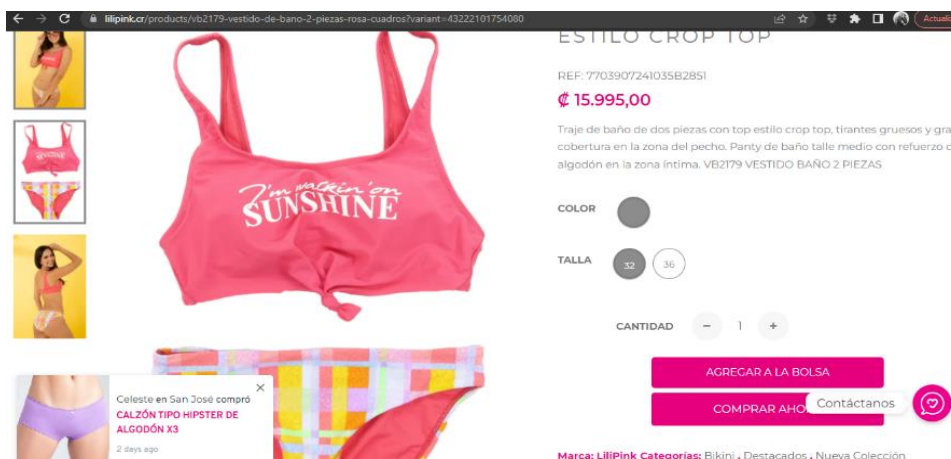 lilipink.cr/products/vb2179-vestido-de-bano-2-piezas-rosa-cuadros?variant=43222101754080
Actualiz
ESTILO CROP TOP
REF: 7703907241035B2851
₡ 15.995,00
Traje de baño de dos piezas con top estilo crop top, tirantes gruesos y gra
cobertura en la zona del pecho. Panty de baño talle medio con refuerzo d
algodón en la zona íntima. VB2179 VESTIDO BAÑO 2 PIEZAS
COLOR
TALLA
32
36
CANTIDAD
- 1 +
AGREGAR A LA BOLSA
COMPRAR AHO
Contáctanos
Marca: LiliPink Categorías: Bikini , Destacados , Nueva Colección
I'm walkin' on
SUNSHINE
Celeste en San José compró
CALZÓN TIPO HIPSTER DE
ALGODÓN X3
2 days ago